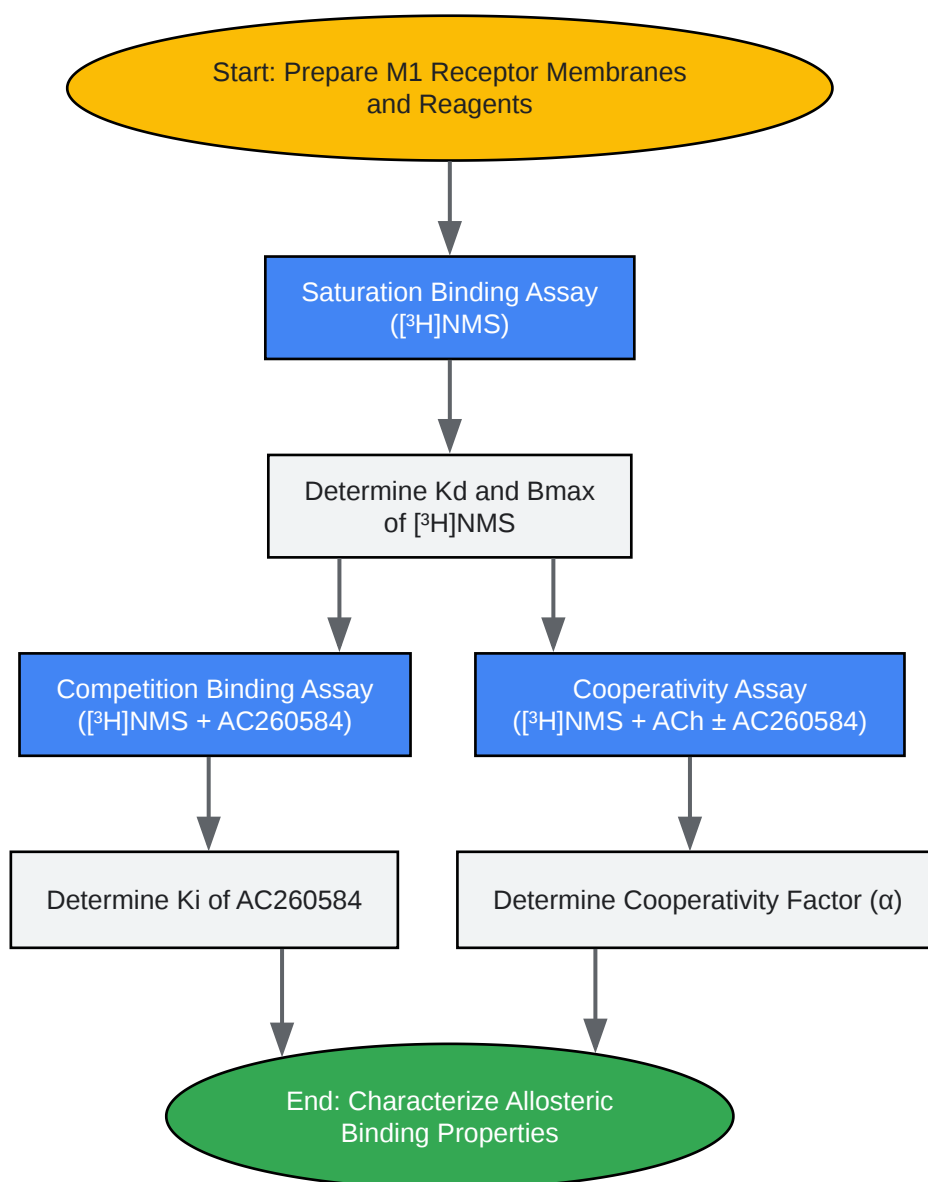 Start: Prepare M1 Receptor Membranes
and Reagents
Saturation Binding Assay
([³H]NMS)
Determine Kd and Bmax
of [³H]NMS
Competition Binding Assay
([³H]NMS + AC260584)
Cooperativity Assay
([³H]NMS + ACh ± AC260584)
Determine Ki of AC260584
Determine Cooperativity Factor (α)
End: Characterize Allosteric
Binding Properties